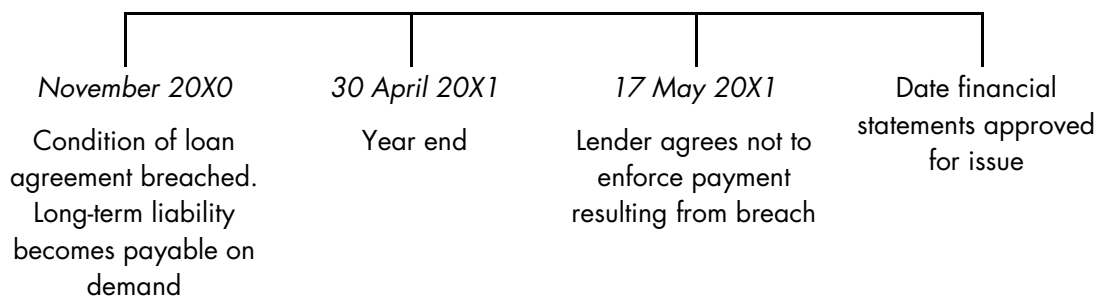 November 20X0
Condition of loan
agreement breached.
Long-term liability
becomes payable on
demand
30 April 20X1
Year end
17 May 20X1
Lender agrees not to
enforce payment
resulting from breach
Date financial
statements approved
for issue